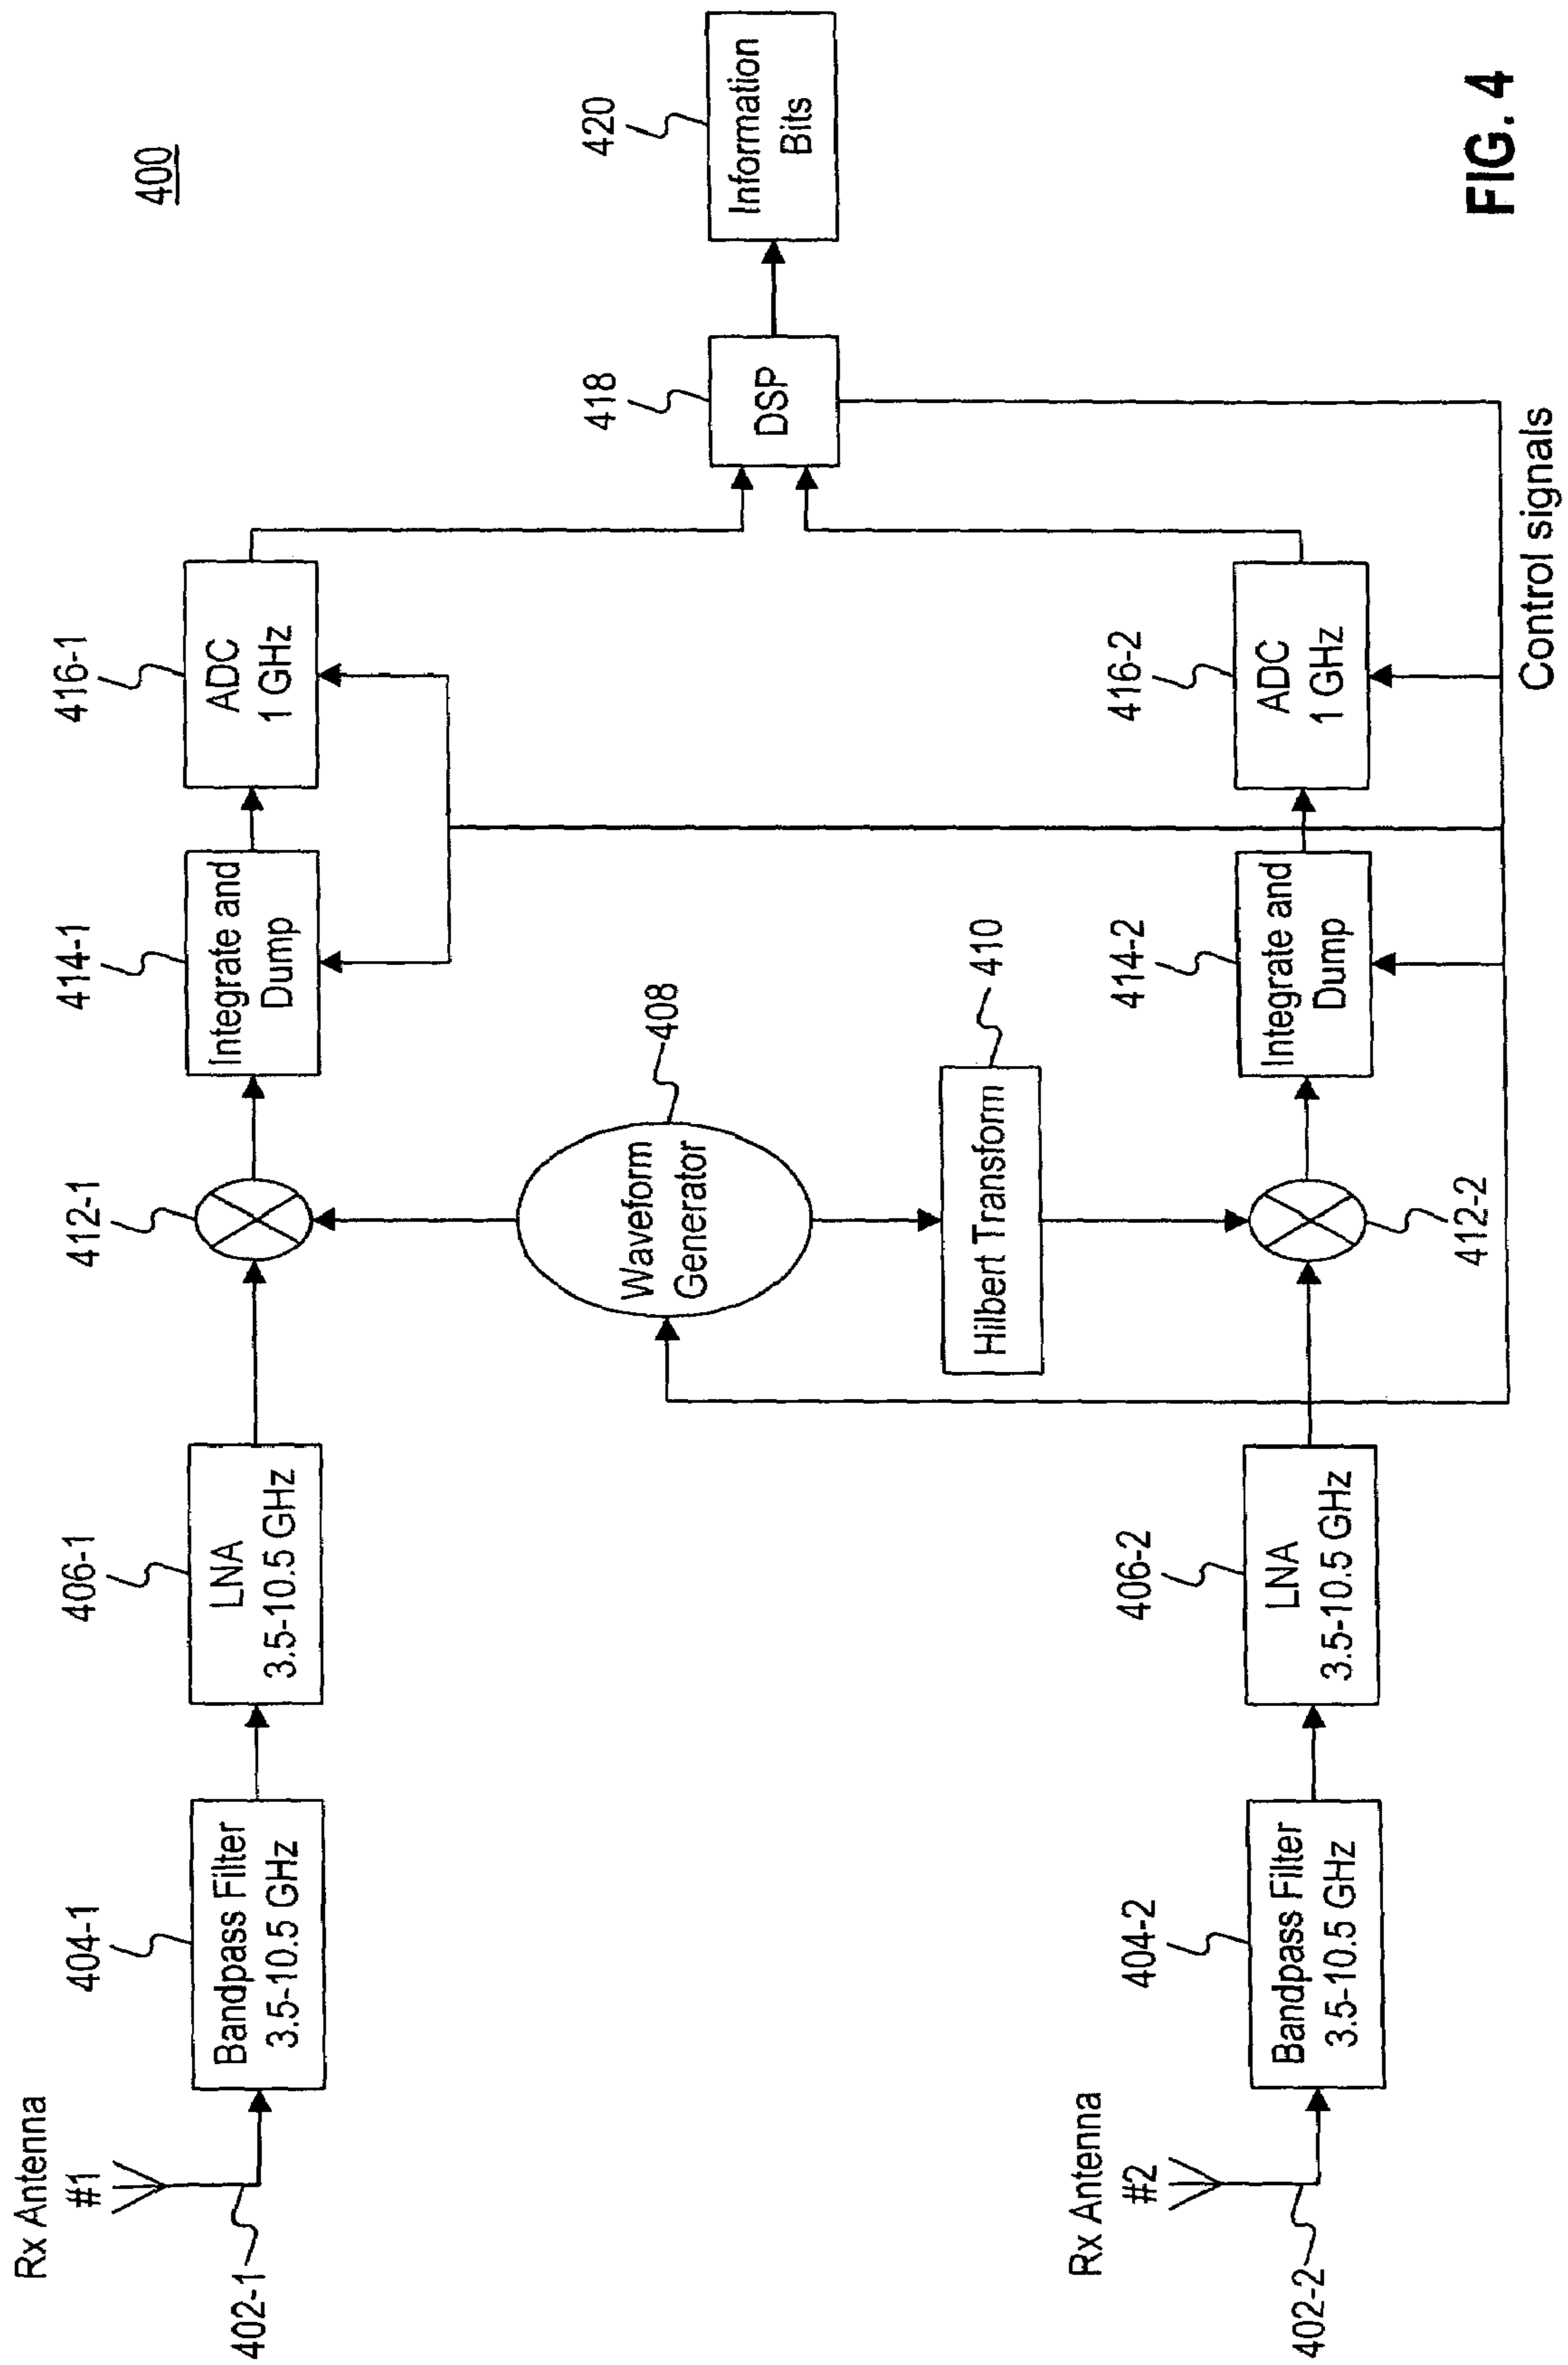 400
Rx Antenna
#1
402-1
404-1
Bandpass Filter
3.5-10.5 GHz
406-1
LNA
3.5-10.5 GHz
412-1
414-1
Integrate and
Dump
416-1
ADC
1 GHz
408
Waveform
Generator
410
Hilbert Transform
418
DSP
420
Information
Bits
Rx Antenna
#2
402-2
404-2
Bandpass Filter
3.5-10.5 GHz
406-2
LNA
3.5-10.5 GHz
412-2
414-2
Integrate and
Dump
416-2
ADC
1 GHz
Control signals
FIG. 4